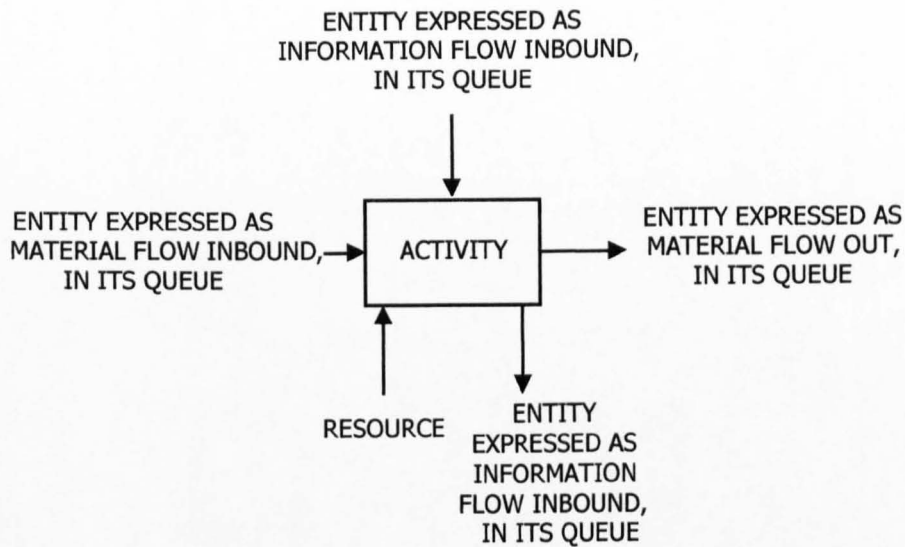 ENTITY EXPRESSED AS
INFORMATION FLOW INBOUND,
IN ITS QUEUE
ENTITY EXPRESSED AS
MATERIAL FLOW INBOUND,
IN ITS QUEUE
ACTIVITY
ENTITY EXPRESSED AS
MATERIAL FLOW OUT,
IN ITS QUEUE
RESOURCE
ENTITY
EXPRESSED AS
INFORMATION
FLOW INBOUND,
IN ITS QUEUE